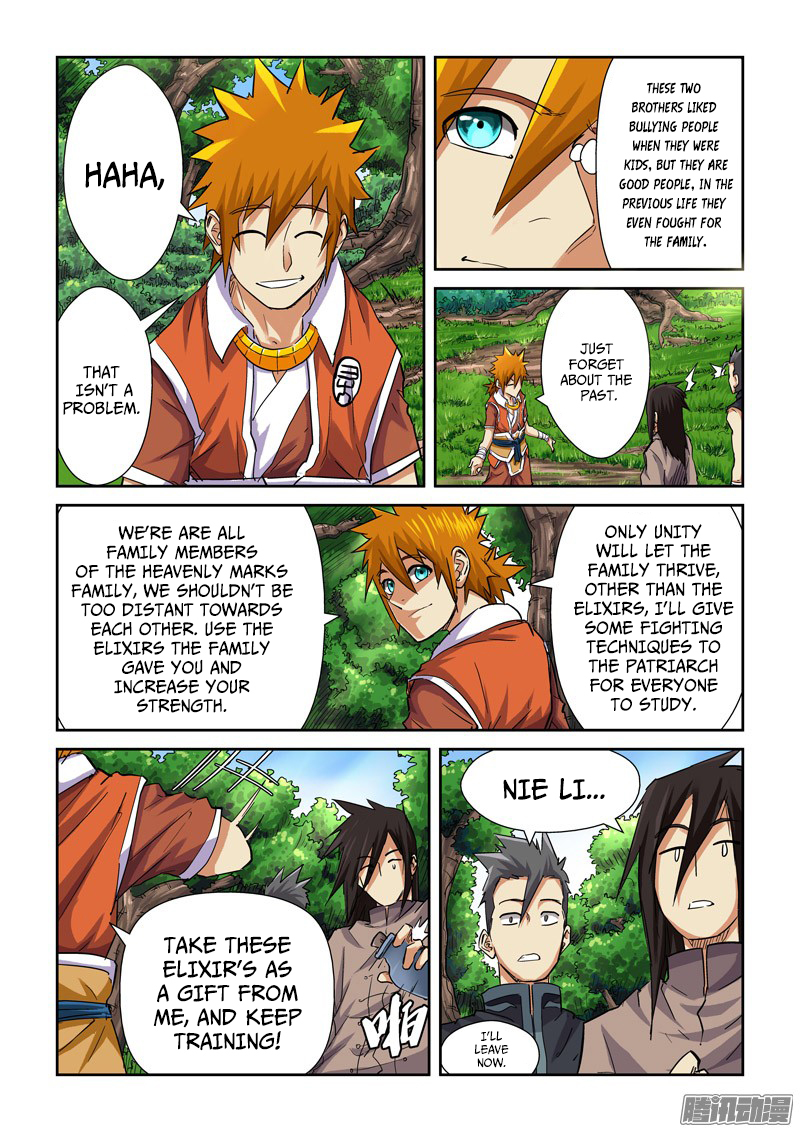 HAHA,
THAT
ISN'T A
PROBLEM.
THESE TWO
BROTHERS LIKED
BULLYING PEOPLE
WHEN THEY WERE
KIDS, BUT THEY ARE
GOOD PEOPLE, IN THE
PREVIOUS LIFE THEY
EVEN FOUGHT FOR
THE FAMILY.
JUST
FORGET
ABOUT THE
PAST.
WE'RE ARE ALL
FAMILY MEMBERS
OF THE HEAVENLY MARKS
FAMILY, WE SHOULDN'T BE
TOO DISTANT TOWARDS
EACH OTHER. USE THE
ELIXIRS THE FAMILY
GAVE YOU AND
INCREASE YOUR
STRENGTH.
ONLY UNITY
WILL LET THE
FAMILY THRIVE,
OTHER THAN THE
ELIXIRS, I'LL GIVE
SOME FIGHTING
TECHNIQUES TO
THE PATRIARCH
FOR EVERYONE
TO STUDY.
TAKE THESE
ELIXIR'S AS
A GIFT FROM
ME, AND KEEP
TRAINING!
啪
NIE LI...
I'LL
LEAVE
NOW.
腾讯动漫